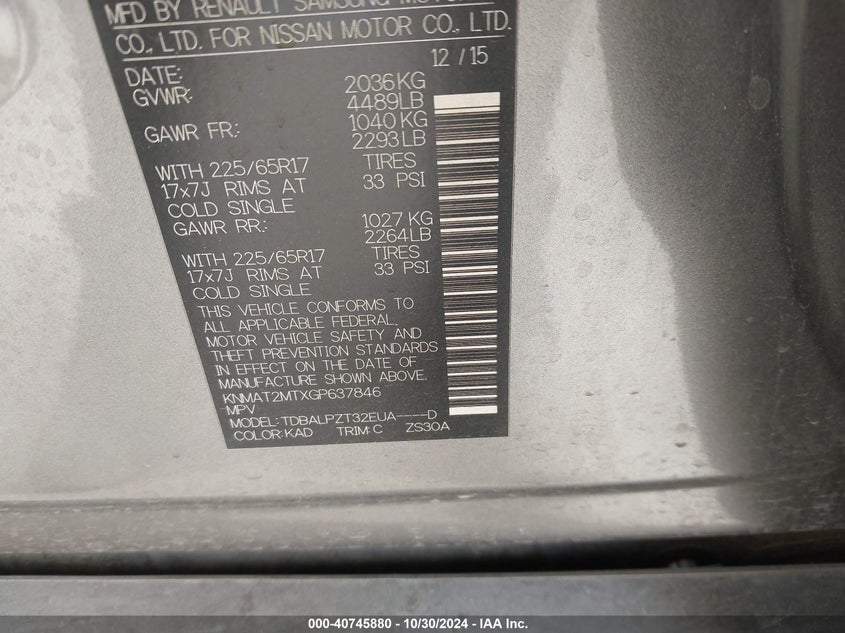 MFD BY RENAULT SAMSUNG MOTOR
CO., LTD. FOR NISSAN MOTOR CO., LTD.
12 / 15
DATE:
GVWR: 2036KG
4489LB
GAWR FR: 1040KG
2293LB
WITH 225/65R17 TIRES
17x7J RIMS AT 33 PSI
COLD SINGLE
GAWR RR: 1027 KG
2264LB
WITH 225/65R17 TIRES
17x7J RIMS AT 33 PSI
COLD SINGLE
THIS VEHICLE CONFORMS TO
ALL APPLICABLE FEDERAL
MOTOR VEHICLE SAFETY AND
THEFT PREVENTION STANDARDS
IN EFFECT ON THE DATE OF
MANUFACTURE SHOWN ABOVE.
KNMAT2MTXGP637846
MPV
MODEL: TDBALPZT32EUA----D
COLOR: KAD TRIM: C ZS30A
000-40745880 - 10/30/2024 - IAA Inc.